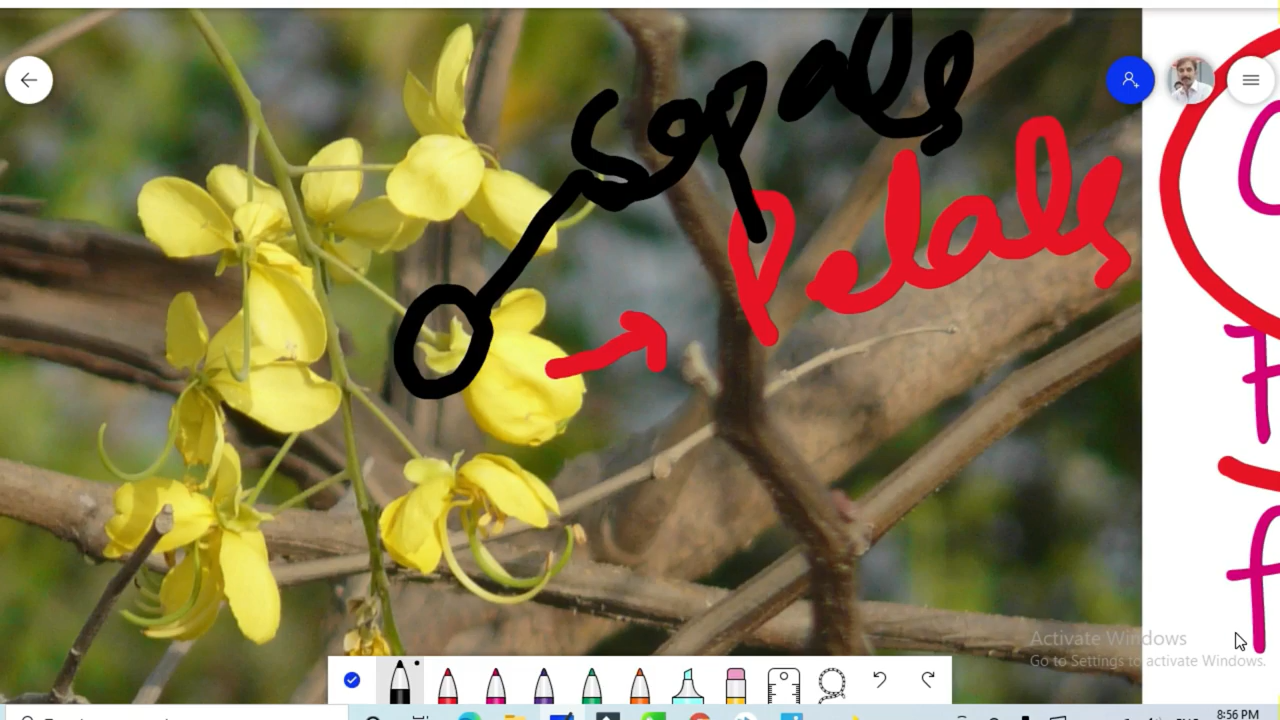 sepals
Petals
Activate Windows
Go to Settings to activate Windows.
8:56 PM